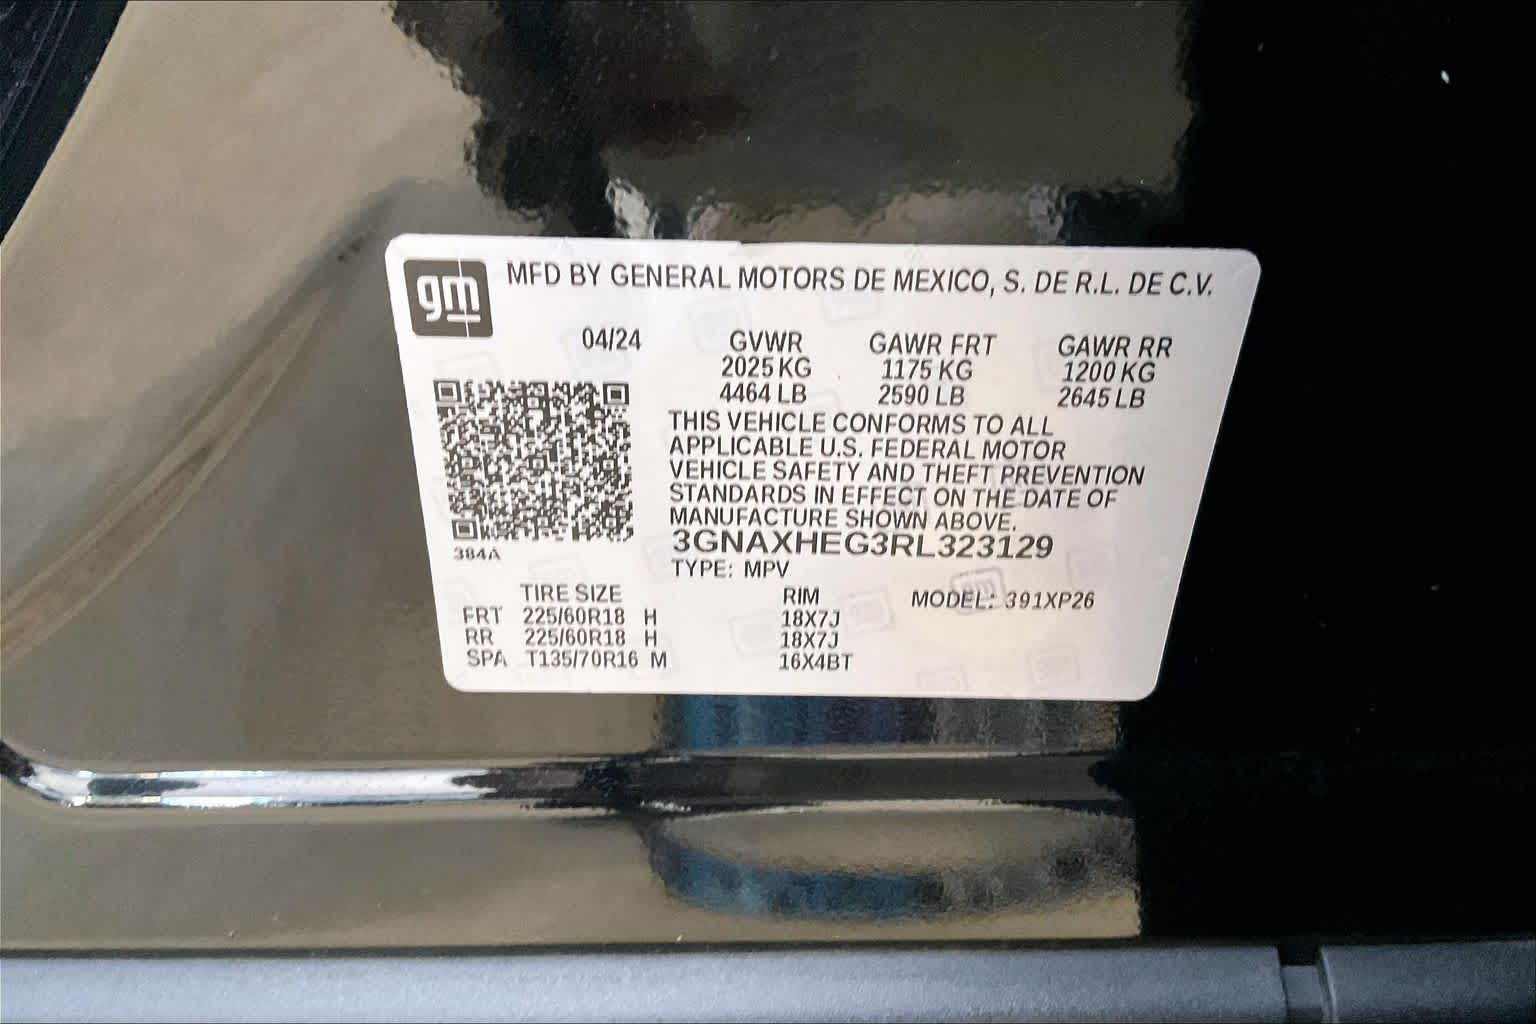 gm
MFD BY GENERAL MOTORS DE MEXICO, S. DE R.L. DE C.V.
04/24 GVWR GAWR FRT GAWR RR
2025 KG 1175 KG 1200 KG
4464 LB 2590 LB 2645 LB
THIS VEHICLE CONFORMS TO ALL
APPLICABLE U.S. FEDERAL MOTOR
VEHICLE SAFETY AND THEFT PREVENTION
STANDARDS IN EFFECT ON THE DATE OF
MANUFACTURE SHOWN ABOVE.
3GNAXHEG3RL323129
384A
TYPE: MPV
TIRE SIZE RIM MODEL: 391XP26
FRT 225/60R18 H 18X7J
RR 225/60R18 H 18X7J
SPA T135/70R16 M 16X4BT